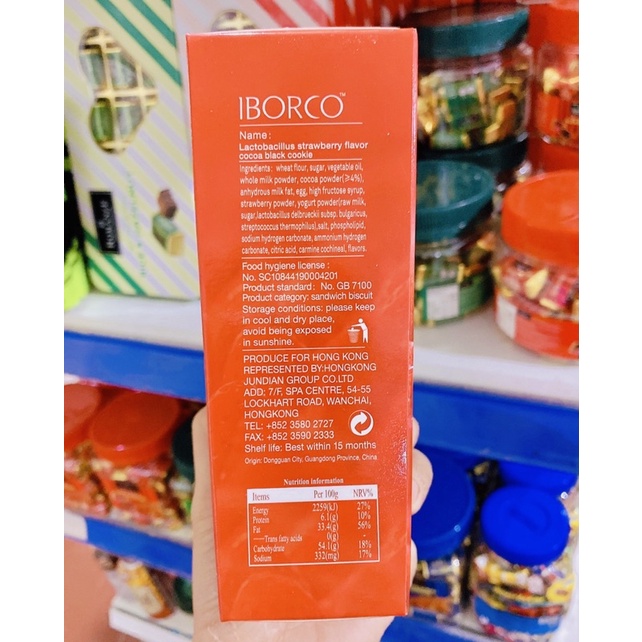 IBORCO™
Name:
Lactobacillus strawberry flavor
cocoa black cookie
Ingredients: wheat flour, sugar, vegetable oil,
whole milk powder, cocoa powder(≥4%),
anhydrous milk fat, egg, high fructose syrup,
strawberry powder, yogurt powder(raw milk,
sugar,lactobacillus delbrueckii subsp. bulgaricus,
streptococcus thermophilus),salt, phospholipid,
sodium hydrogen carbonate, ammonium hydrogen
carbonate, citric acid, carmine cochineal, flavors.
Food hygiene license :
No. SC10844190004201
Product standard : No. GB 7100
Product category: sandwich biscuit
Storage conditions: please keep
in cool and dry place,
avoid being exposed
in sunshine.
PRODUCE FOR HONG KONG
REPRESENTED BY:HONGKONG
JUNDIAN GROUP CO.LTD
ADD; 7/F, SPA CENTRE, 54-55
LOCKHART ROAD, WANCHAI,
HONGKONG
TEL: +852 3580 2727
FAX: +852 3590 2333
Shelf life: Best within 15 months
Origin: Dongguan City, Guangdong Province, China
Nutrition information
Items Per 100g NRV%
Energy 2259(kJ) 27%
Protein 6.1(g) 10%
Fat 33.4(g) 56%
——Trans fatty acids 0(g) -
Carbohydrate 54.1(g) 18%
Sodium 332(mg) 17%